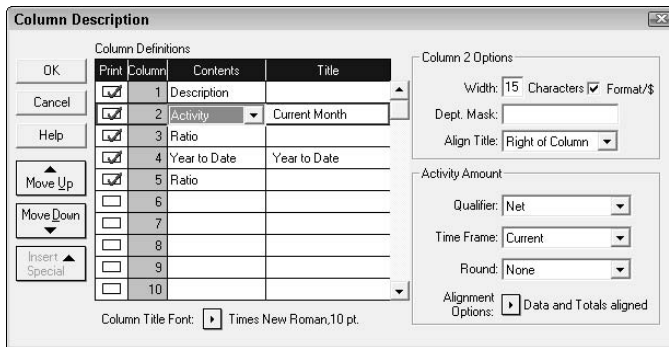 Column Description
Column Definitions
OK
Cancel
Help
Move Up
Move Down
Insert
Special
Print Column Contents Title
1 Description
2 Activity Current Month
3 Ratio
4 Year to Date Year to Date
5 Ratio
6
7
8
9
10
Column Title Font: Times New Roman,10 pt.
Column 2 Options
Width: 15 Characters Format/$
Dept. Mask:
Align Title: Right of Column
Activity Amount
Qualifier: Net
Time Frame: Current
Round: None
Alignment
Options: Data and Totals aligned